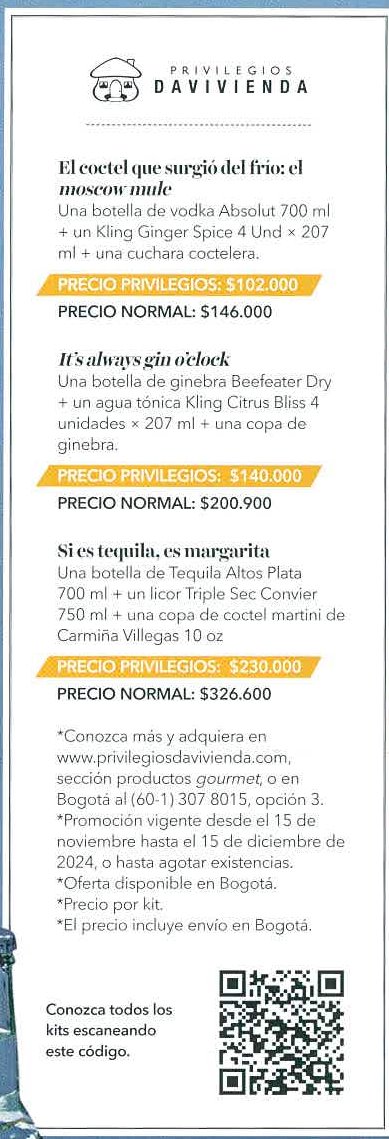 PRIVILEGIOS
DAVIVIENDA
El coctel que surgió del frío: el
moscow mule
Una botella de vodka Absolut 700 ml
+ un Kling Ginger Spice 4 Und × 207
ml + una cuchara coctelera.
PRECIO PRIVILEGIOS: $102.000
PRECIO NORMAL: $146.000
It's always gin o'clock
Una botella de ginebra Beefeater Dry
+ un agua tónica Kling Citrus Bliss 4
unidades × 207 ml + una copa de
ginebra.
PRECIO PRIVILEGIOS: $140.000
PRECIO NORMAL: $200.900
Si es tequila, es margarita
Una botella de Tequila Altos Plata
700 ml + un licor Triple Sec Convier
750 ml + una copa de coctel martini de
Carmiña Villegas 10 oz
PRECIO PRIVILEGIOS: $230.000
PRECIO NORMAL: $326.600
*Conozca más y adquiera en
www.privilegiosdavivienda.com,
sección productos gourmet, o en
Bogotá al (60-1) 307 8015, opción 3.
*Promoción vigente desde el 15 de
noviembre hasta el 15 de diciembre de
2024, o hasta agotar existencias.
*Oferta disponible en Bogotá.
*Precio por kit.
*El precio incluye envío en Bogotá.
Conozca todos los
kits escaneando
este código.